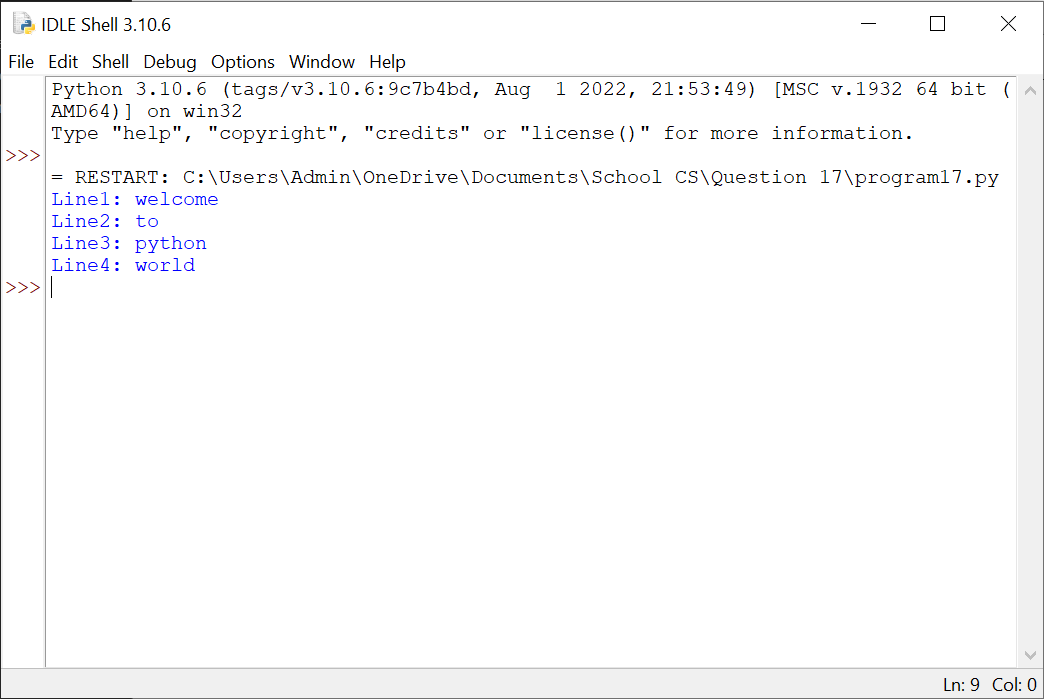 IDLE Shell 3.10.6
File Edit Shell Debug Options Window Help
Python 3.10.6 (tags/v3.10.6:9c7b4bd, Aug  1 2022, 21:53:49) [MSC v.1932 64 bit (
AMD64)] on win32
Type "help", "copyright", "credits" or "license()" for more information.
>>>
= RESTART: C:\Users\Admin\OneDrive\Documents\School CS\Question 17\program17.py
Line1: welcome
Line2: to
Line3: python
Line4: world
>>>
Ln: 9 Col: 0